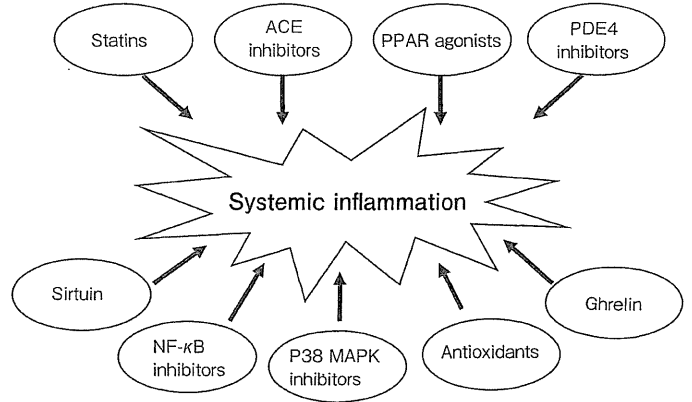 Statins
ACE
inhibitors
PPAR agonists
PDE4
inhibitors
Systemic inflammation
Sirtuin
NF-κB
inhibitors
P38 MAPK
inhibitors
Antioxidants
Ghrelin